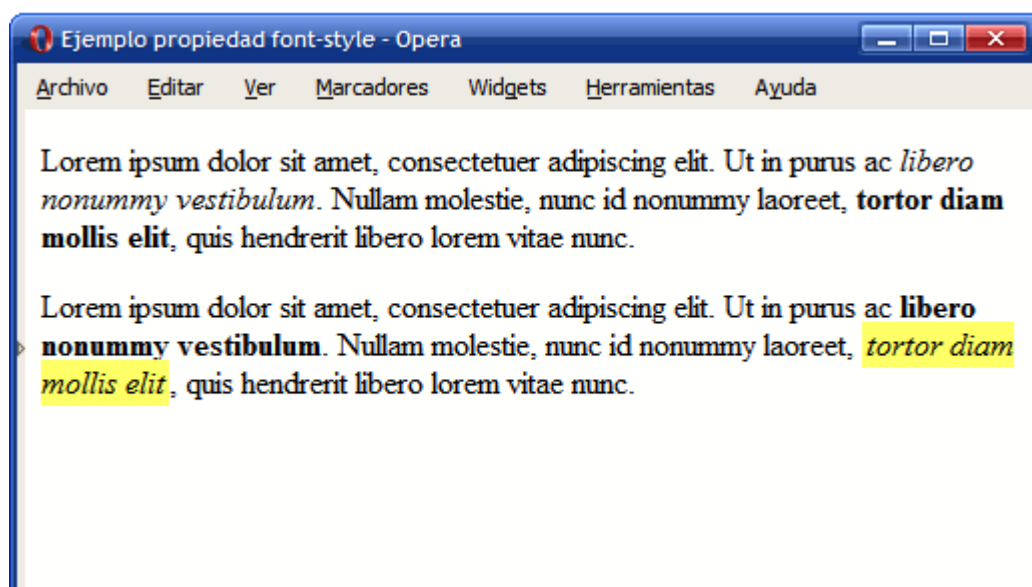 Ejemplo propiedad font-style - Opera
Archivo Editar Ver Marcadores Widgets Herramientas Ayuda
Lorem ipsum dolor sit amet, consectetuer adipiscing elit. Ut in purus ac libero
nonummy vestibulum. Nullam molestie, nunc id nonummy laoreet, tortor diam
mollis elit, quis hendrerit libero lorem vitae nunc.
Lorem ipsum dolor sit amet, consectetuer adipiscing elit. Ut in purus ac libero
nonummy vestibulum. Nullam molestie, nunc id nonummy laoreet, tortor diam
mollis elit, quis hendrerit libero lorem vitae nunc.